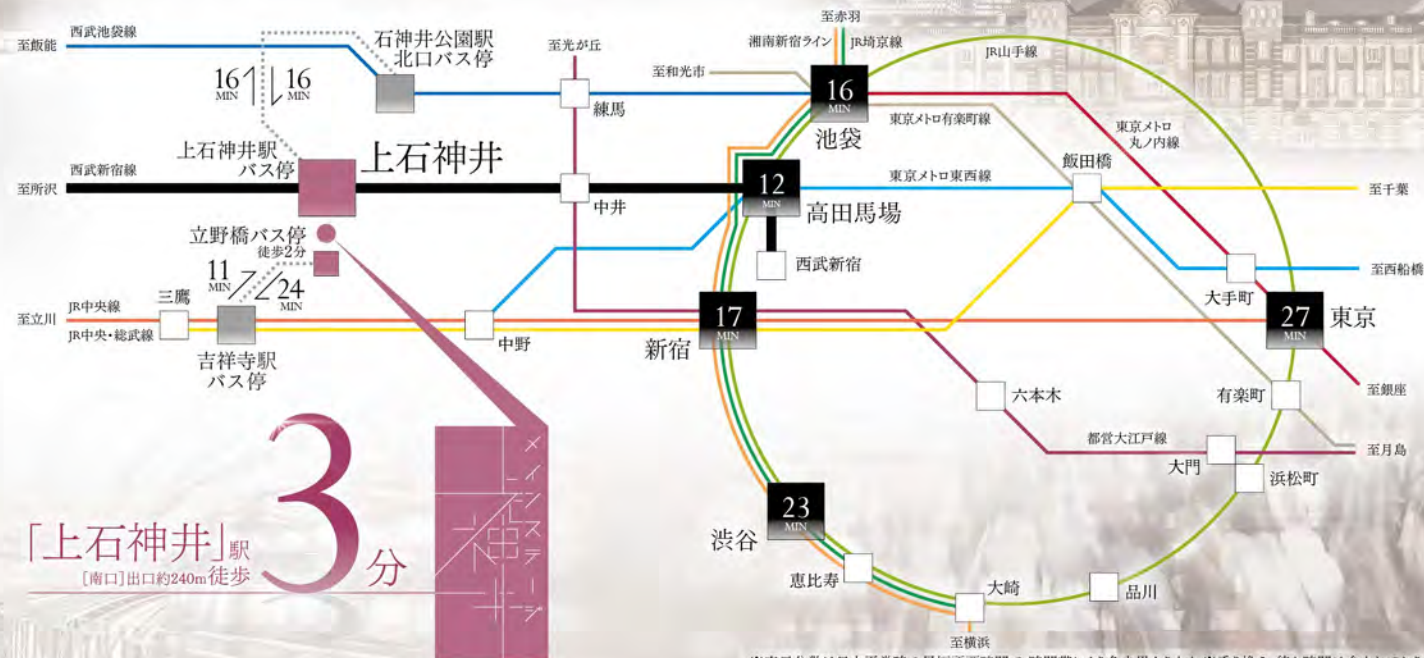 至飯能
西武池袋線
石神井公園駅
北口バス停
至光が丘
至赤羽
湘南新宿ライン
JR埼京線
JR山手線
16
MIN
16
MIN
至和光市
16
MIN
池袋
練馬
東京メトロ有楽町線
東京メトロ
丸ノ内線
上石神井駅
バス停
上石神井
西武新宿線
至所沢
中井
12
MIN
高田馬場
東京メトロ東西線
飯田橋
至千葉
立野橋バス停
徒歩2分
西武新宿
11
MIN
24
MIN
大手町
至西船橋
JR中央線
三鷹
至立川
JR中央・総武線
吉祥寺駅
バス停
中野
17
MIN
新宿
27
MIN
東京
六本木
有楽町
至銀座
都営大江戸線
大門
浜松町
至月島
23
MIN
渋谷
恵比寿
大崎
品川
至横浜
「上石神井」駅
[南口]出口約240m徒歩
3分
メインステージ